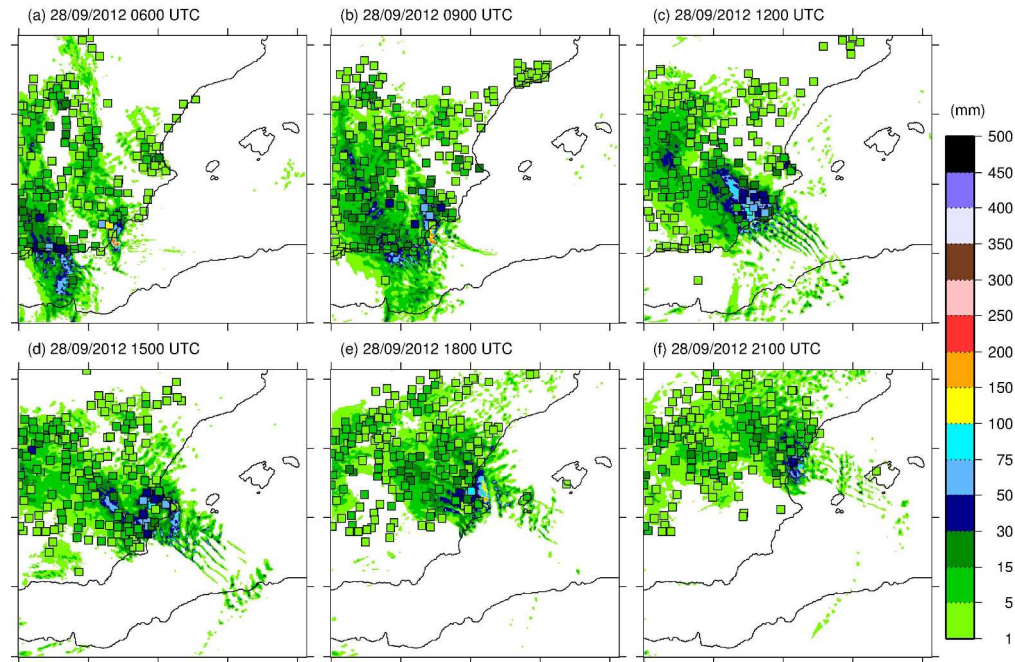 (a) 28/09/2012 0600 UTC
(b) 28/09/2012 0900 UTC
(c) 28/09/2012 1200 UTC
(mm)
500
450
400
350
300
250
200
150
100
75
50
30
15
5
1
(d) 28/09/2012 1500 UTC
(e) 28/09/2012 1800 UTC
(f) 28/09/2012 2100 UTC